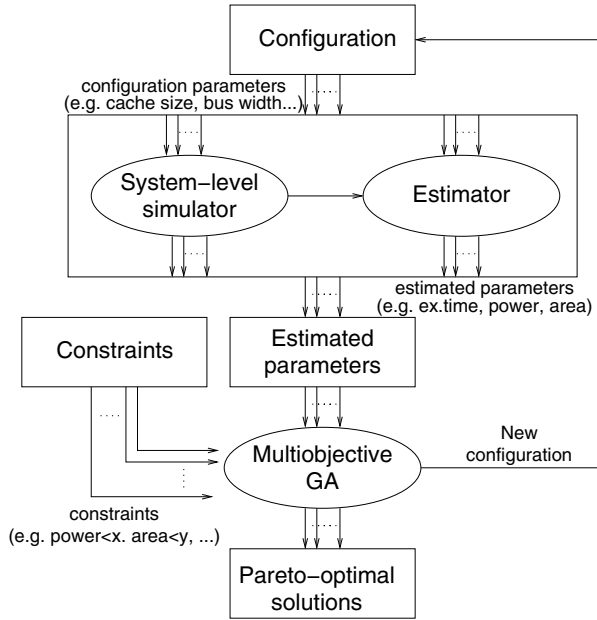 Configuration
configuration parameters
(e.g. cache size, bus width...)
System-level
simulator
Estimator
estimated parameters
(e.g. ex.time, power, area)
Constraints
Estimated
parameters
Multiobjective
GA
New
configuration
constraints
(e.g. power<x. area<y, ...)
Pareto-optimal
solutions